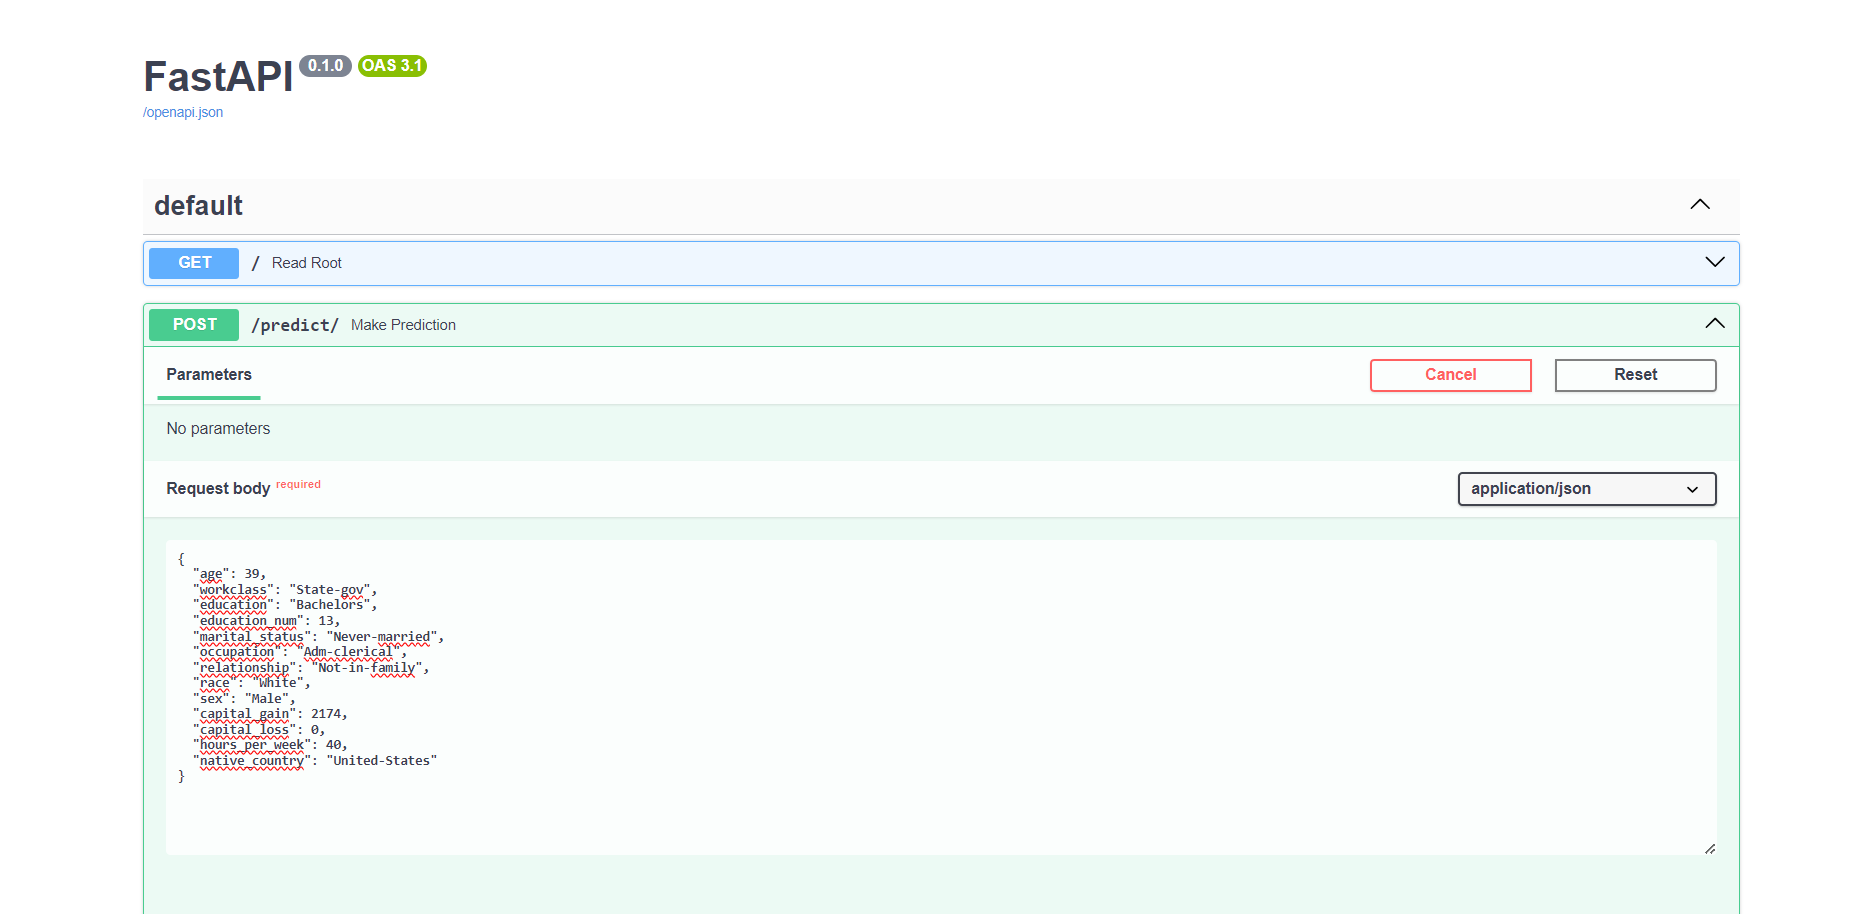 FastAPI 0.1.0 OAS 3.1
/openapi.json
default
GET / Read Root
POST /predict/ Make Prediction
Parameters Cancel Reset
No parameters
Request body required application/json
{
  "age": 39,
  "workclass": "State-gov",
  "education": "Bachelors",
  "education_num": 13,
  "marital_status": "Never-married",
  "occupation": "Adm-clerical",
  "relationship": "Not-in-family",
  "race": "White",
  "sex": "Male",
  "capital_gain": 2174,
  "capital_loss": 0,
  "hours_per_week": 40,
  "native_country": "United-States"
}